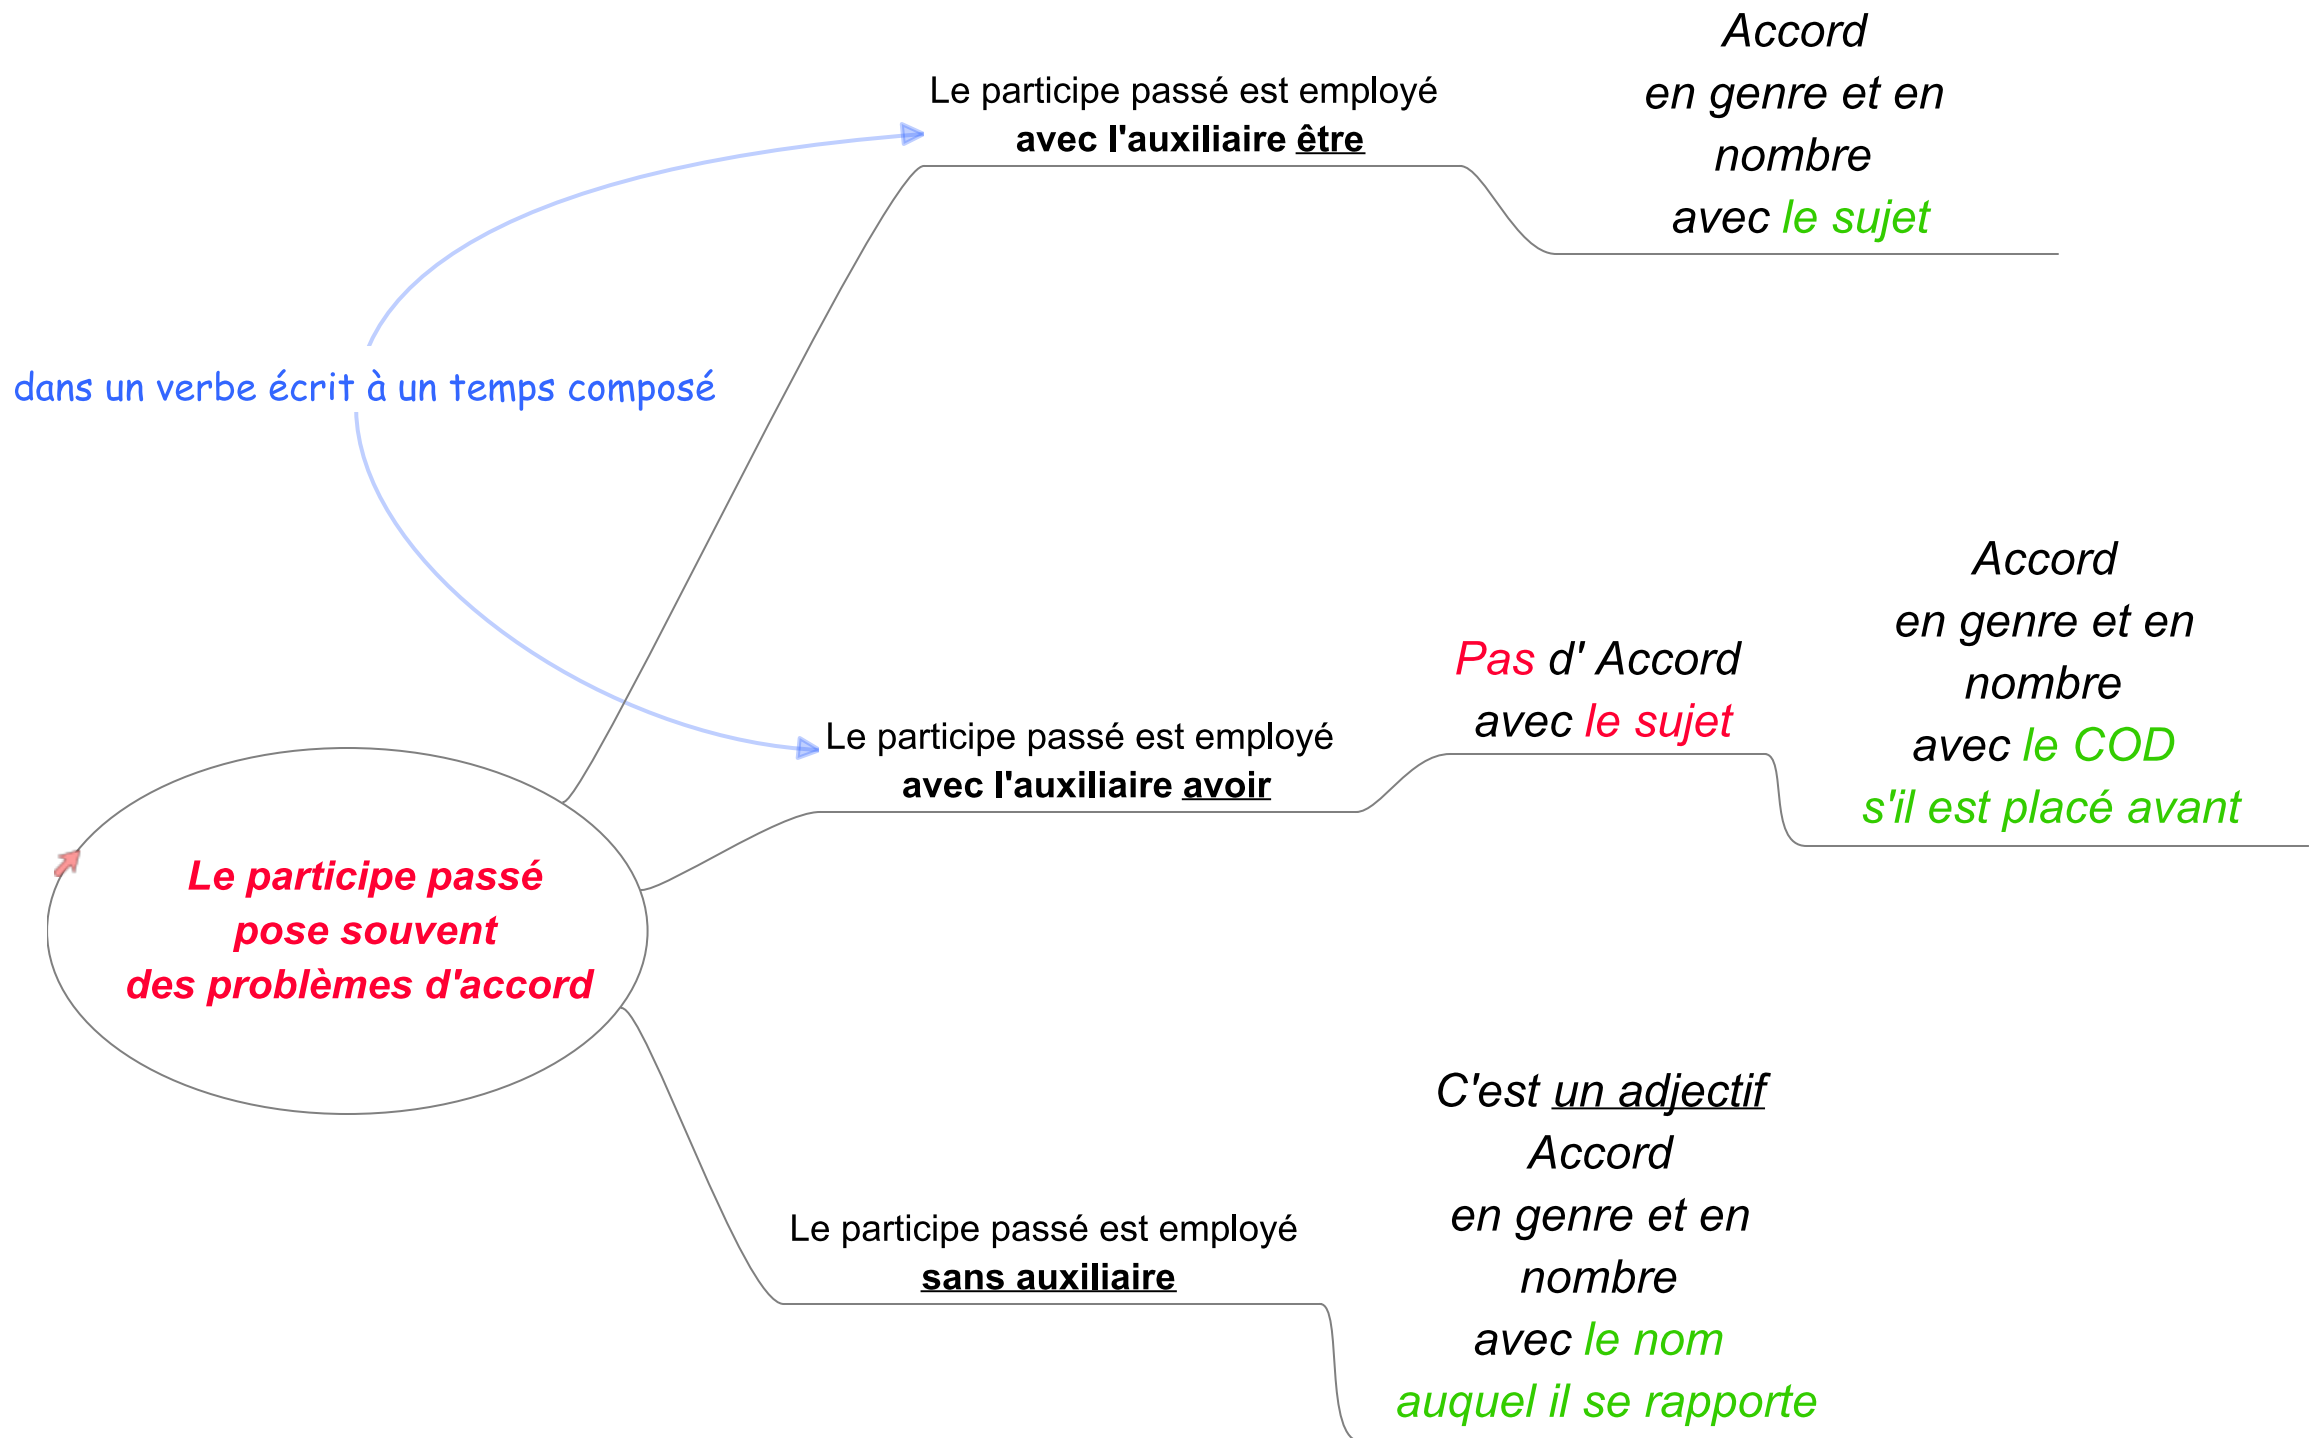 Le participe passé
pose souvent
des problèmes d'accord
dans un verbe écrit à un temps composé
Le participe passé est employé
avec l'auxiliaire être
Accord
en genre et en
nombre
avec le sujet
Le participe passé est employé
avec l'auxiliaire avoir
Pas d' Accord
avec le sujet
Accord
en genre et en
nombre
avec le COD
s'il est placé avant
Le participe passé est employé
sans auxiliaire
C'est un adjectif
Accord
en genre et en
nombre
avec le nom
auquel il se rapporte